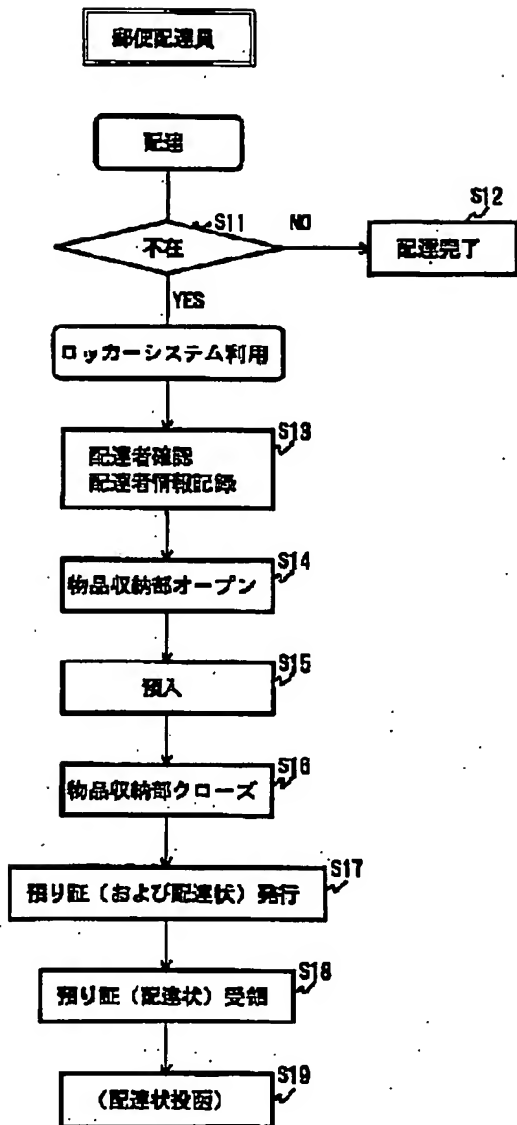 郵便配達員
配達
S11
NO
S12
不在
配達完了
YES
ロッカーシステム利用
S13
配達者確認
配達者情報記録
S14
物品収納部オープン
S15
預入
S16
物品収納部クローズ
S17
預り証（および配達状）発行
S18
預り証（配達状）受領
S19
（配達状投函）